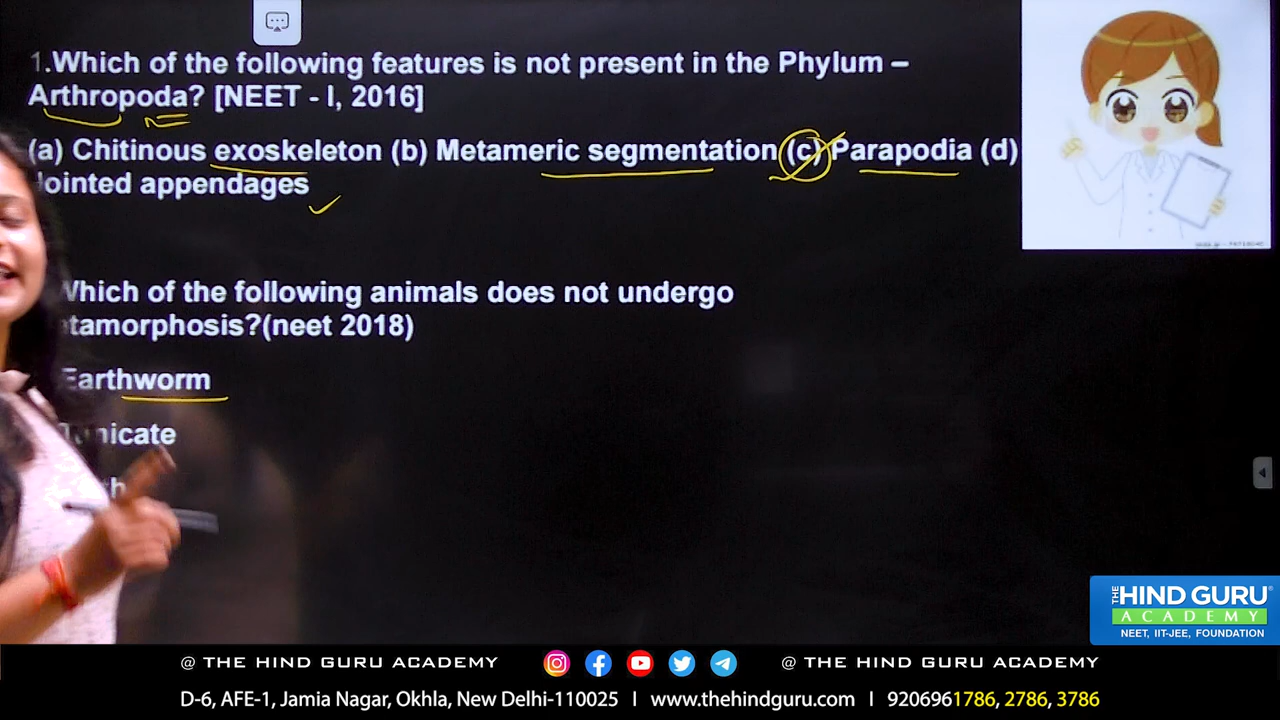 1.Which of the following features is not present in the Phylum –
Arthropoda? [NEET - I, 2016]
(a) Chitinous exoskeleton (b) Metameric segmentation (c) Parapodia (d)
Jointed appendages
Which of the following animals does not undergo
tamorphosis?(neet 2018)
Earthworm
Tunicate
THE HIND GURU
ACADEMY
NEET, IIT-JEE, FOUNDATION
@ THE HIND GURU ACADEMY @ THE HIND GURU ACADEMY
D-6, AFE-1, Jamia Nagar, Okhla, New Delhi-110025 I www.thehindguru.com I 9206961786, 2786, 3786